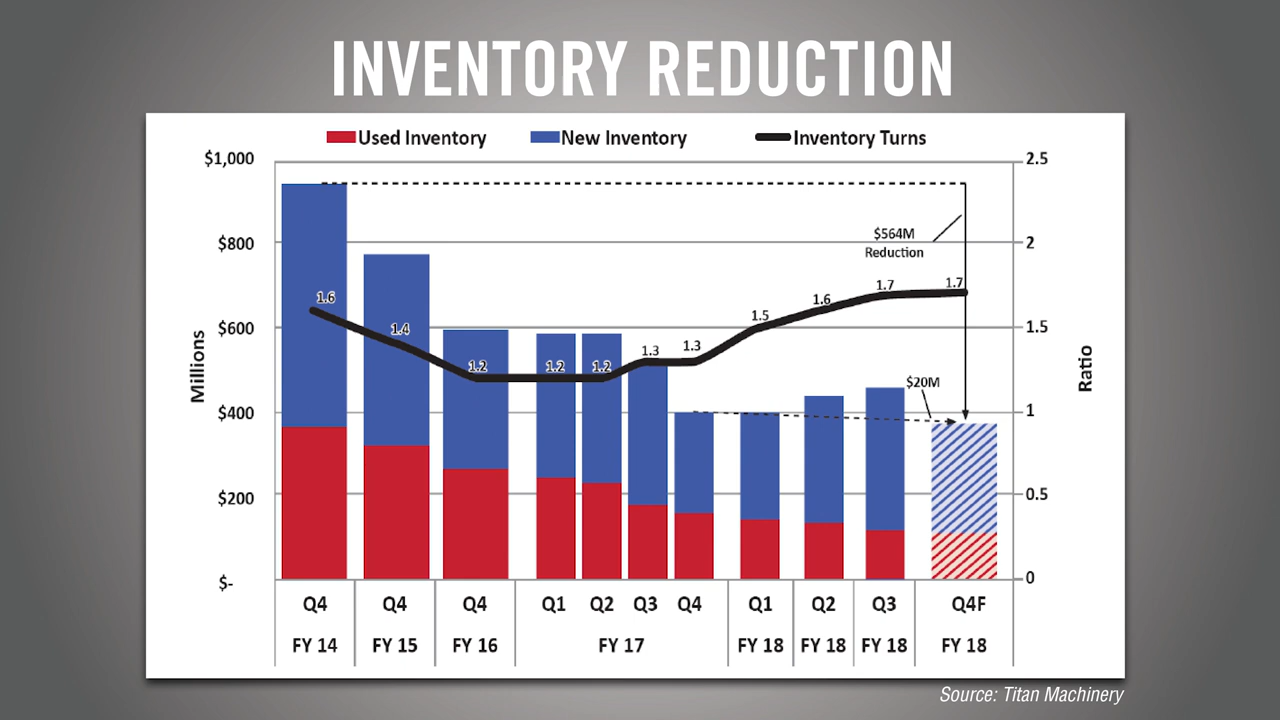 INVENTORY REDUCTION
Used Inventory New Inventory Inventory Turns
$1,000 2.5
$564M
Reduction
$800 2
1.7 1.7
1.6 1.6
1.5
$600 1.4 1.5
1.3 1.3
1.2 1.2 1.2
Millions
Ratio
$20M
$400 1
$200 0.5
$- 0
Q4 Q4 Q4 Q1 Q2 Q3 Q4 Q1 Q2 Q3 Q4F
FY 14 FY 15 FY 16 FY 17 FY 18 FY 18 FY 18 FY 18
Source: Titan Machinery